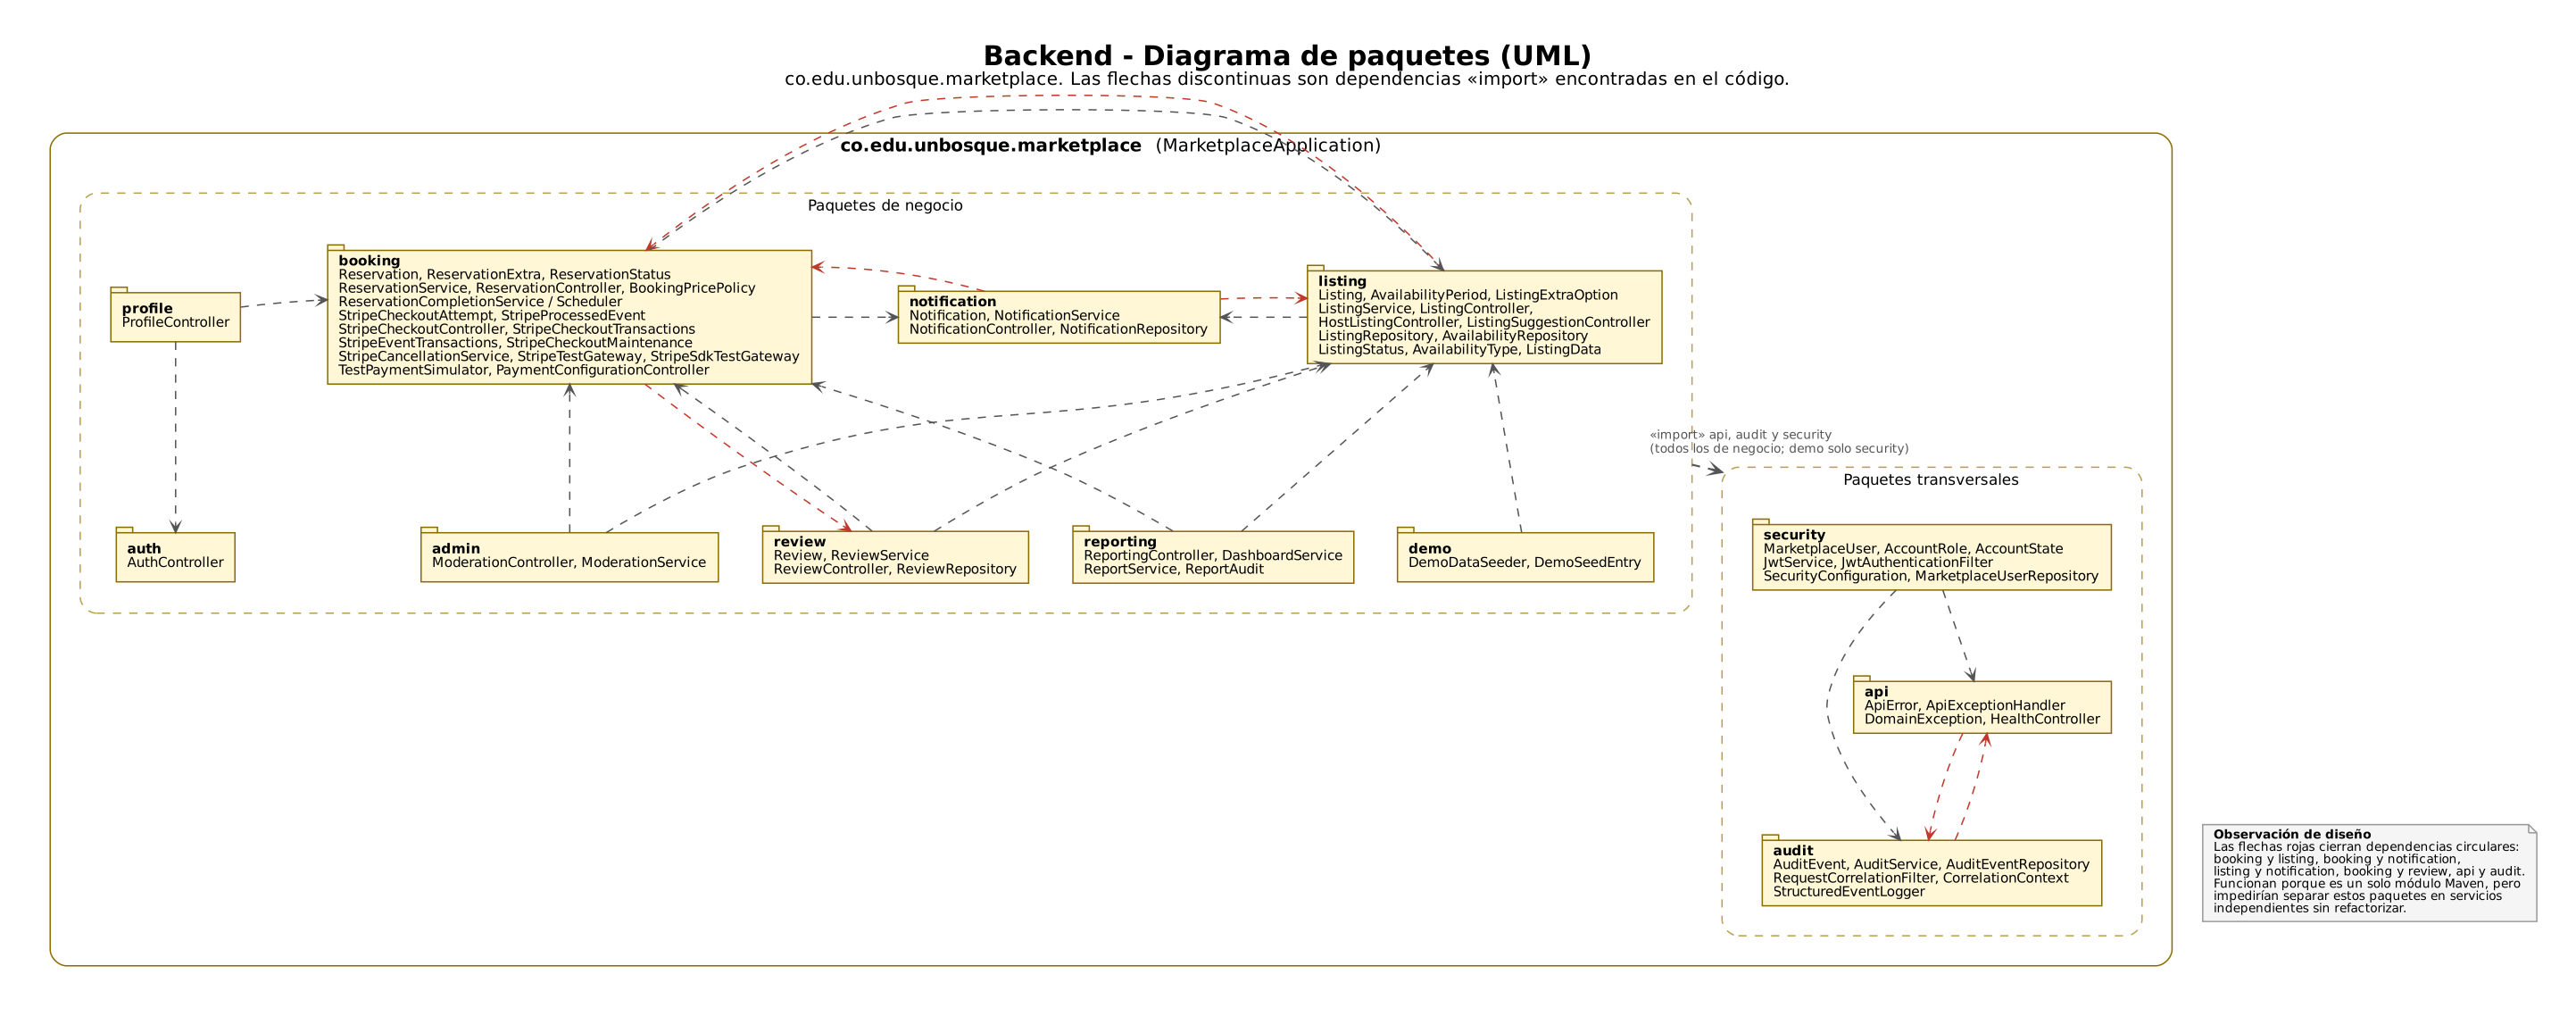 Backend - Diagrama de paquetes (UML)
co.edu.unbosque.marketplace. Las flechas discontinuas son dependencias «import» encontradas en el código.
co.edu.unbosque.marketplace (MarketplaceApplication)
Paquetes de negocio
booking
Reservation, ReservationExtra, ReservationStatus
ReservationService, ReservationController, BookingPricePolicy
ReservationCompletionService / Scheduler
StripeCheckoutAttempt, StripeProcessedEvent
StripeCheckoutController, StripeCheckoutTransactions
StripeEventTransactions, StripeCheckoutMaintenance
StripeCancellationService, StripeTestGateway, StripeSdkTestGateway
TestPaymentSimulator, PaymentConfigurationController
profile
ProfileController
notification
Notification, NotificationService
NotificationController, NotificationRepository
listing
Listing, AvailabilityPeriod, ListingExtraOption
ListingService, ListingController,
HostListingController, ListingSuggestionController
ListingRepository, AvailabilityRepository
ListingStatus, AvailabilityType, ListingData
auth
AuthController
admin
ModerationController, ModerationService
review
Review, ReviewService
ReviewController, ReviewRepository
reporting
ReportingController, DashboardService
ReportService, ReportAudit
demo
DemoDataSeeder, DemoSeedEntry
«import» api, audit y security
(todos los de negocio; demo solo security)
Paquetes transversales
security
MarketplaceUser, AccountRole, AccountState
JwtService, JwtAuthenticationFilter
SecurityConfiguration, MarketplaceUserRepository
api
ApiError, ApiExceptionHandler
DomainException, HealthController
audit
AuditEvent, AuditService, AuditEventRepository
RequestCorrelationFilter, CorrelationContext
StructuredEventLogger
Observación de diseño
Las flechas rojas cierran dependencias circulares:
booking y listing, booking y notification,
listing y notification, booking y review, api y audit.
Funcionan porque es un solo módulo Maven, pero
impedirían separar estos paquetes en servicios
independientes sin refactorizar.